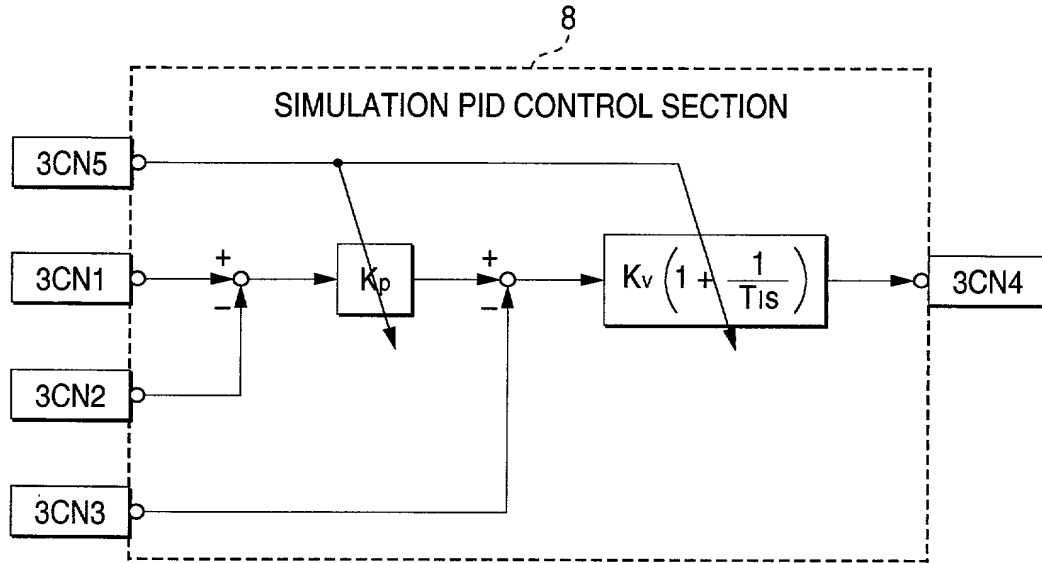 8
SIMULATION PID CONTROL SECTION
3CN5
3CN1
+
−
Kp
+
−
Kv(1 + 1/TIs)
3CN4
3CN2
3CN3